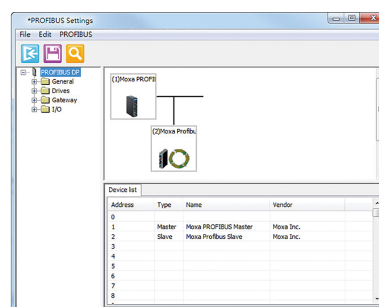 *PROFIBUS Settings
File Edit PROFIBUS
PROFIBUS DP
General
Drives
Gateway
I/O
(1)Moxa PROFI
(2)Moxa Profibu
Device list
Address Type Name Vendor
0
1 Master Moxa PROFIBUS Master Moxa Inc.
2 Slave Moxa Profibus Slave Moxa Inc.
3
4
5
6
7
8